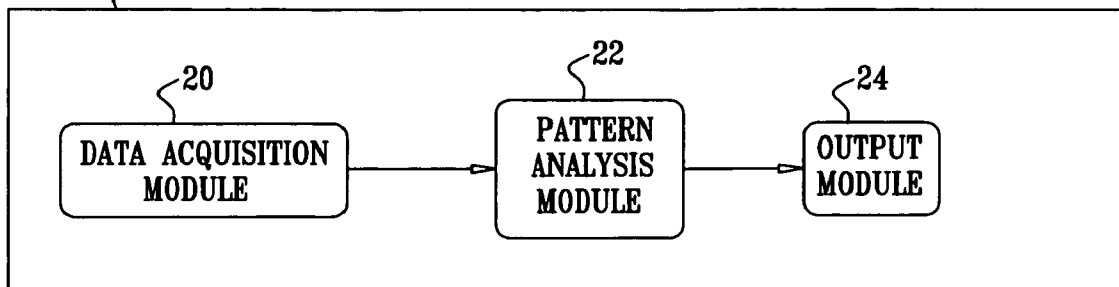 20
DATA ACQUISITION
MODULE
22
PATTERN
ANALYSIS
MODULE
24
OUTPUT
MODULE